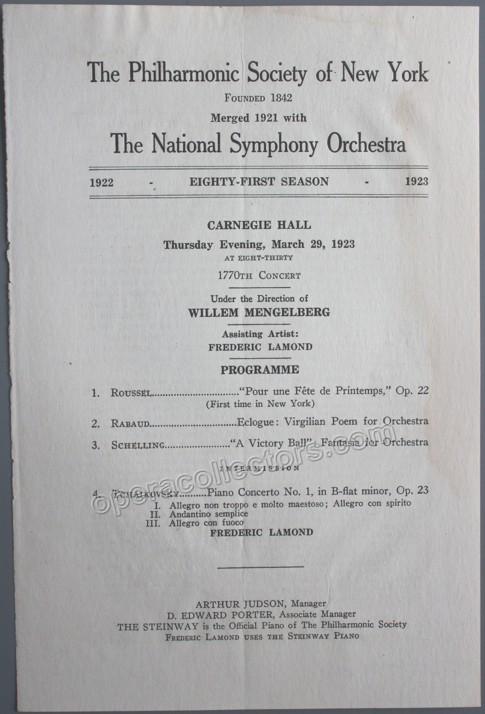 The Philharmonic Society of New York
FOUNDED 1842
Merged 1921 with
The National Symphony Orchestra
1922 - EIGHTY-FIRST SEASON - 1923
CARNEGIE HALL
Thursday Evening, March 29, 1923
AT EIGHT-THIRTY
1770TH CONCERT
Under the Direction of
WILLEM MENGELBERG
Assisting Artist:
FREDERIC LAMOND
PROGRAMME
1. ROUSSEL..................“Pour une Fête de Printemps,” Op. 22
(First time in New York)
2. RABAUD..................Eclogue: Virgilian Poem for Orchestra
3. SCHELLING..................“A Victory Ball”: Fantasia for Orchestra
INTERMISSION
4. TCHAIKOVSKY..........Piano Concerto No. 1, in B-flat minor, Op. 23
I. Allegro non troppo e molto maestoso; Allegro con spirito
II. Andantino semplice
III. Allegro con fuoco
FREDERIC LAMOND
operacollectors.com
ARTHUR JUDSON, Manager
D. EDWARD PORTER, Associate Manager
THE STEINWAY is the Official Piano of The Philharmonic Society
FREDERIC LAMOND USES THE STEINWAY PIANO